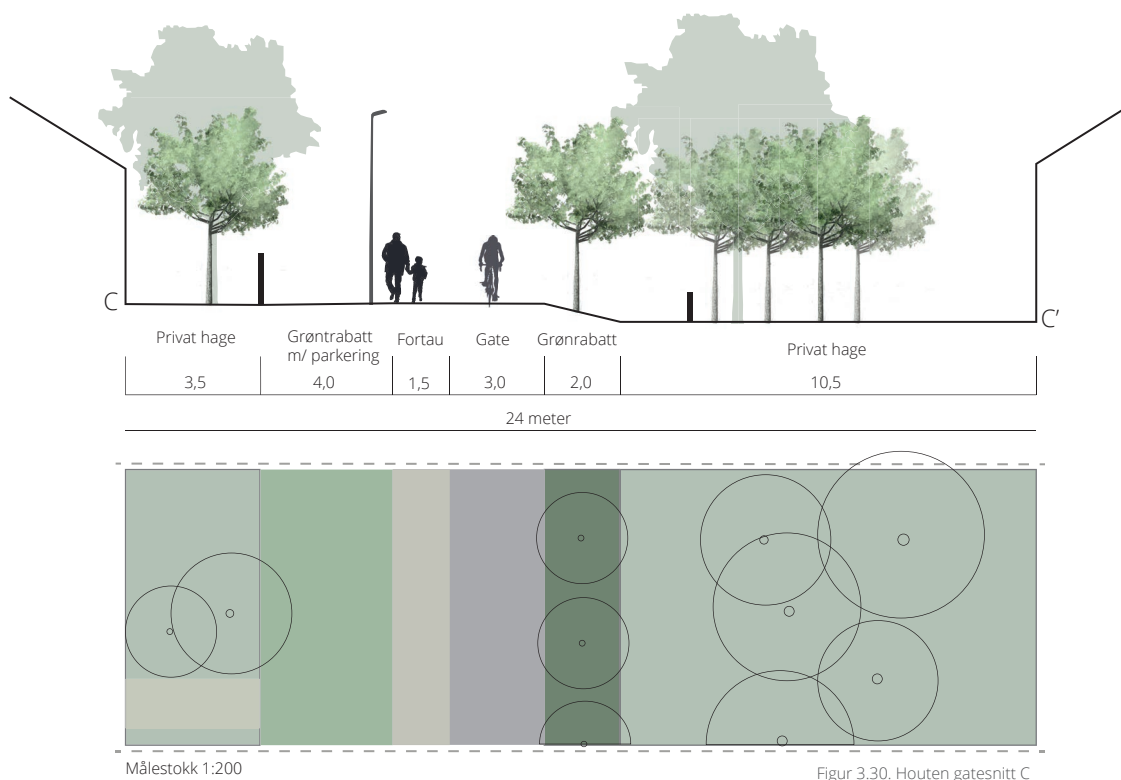 C
C'
Privat hage
Grøntrabatt
m/ parkering
Fortau
Gate
Grønrabatt
Privat hage
3,5
4,0
1,5
3,0
2,0
10,5
24 meter
Målestokk 1:200
Figur 3.30. Houten gatesnitt C